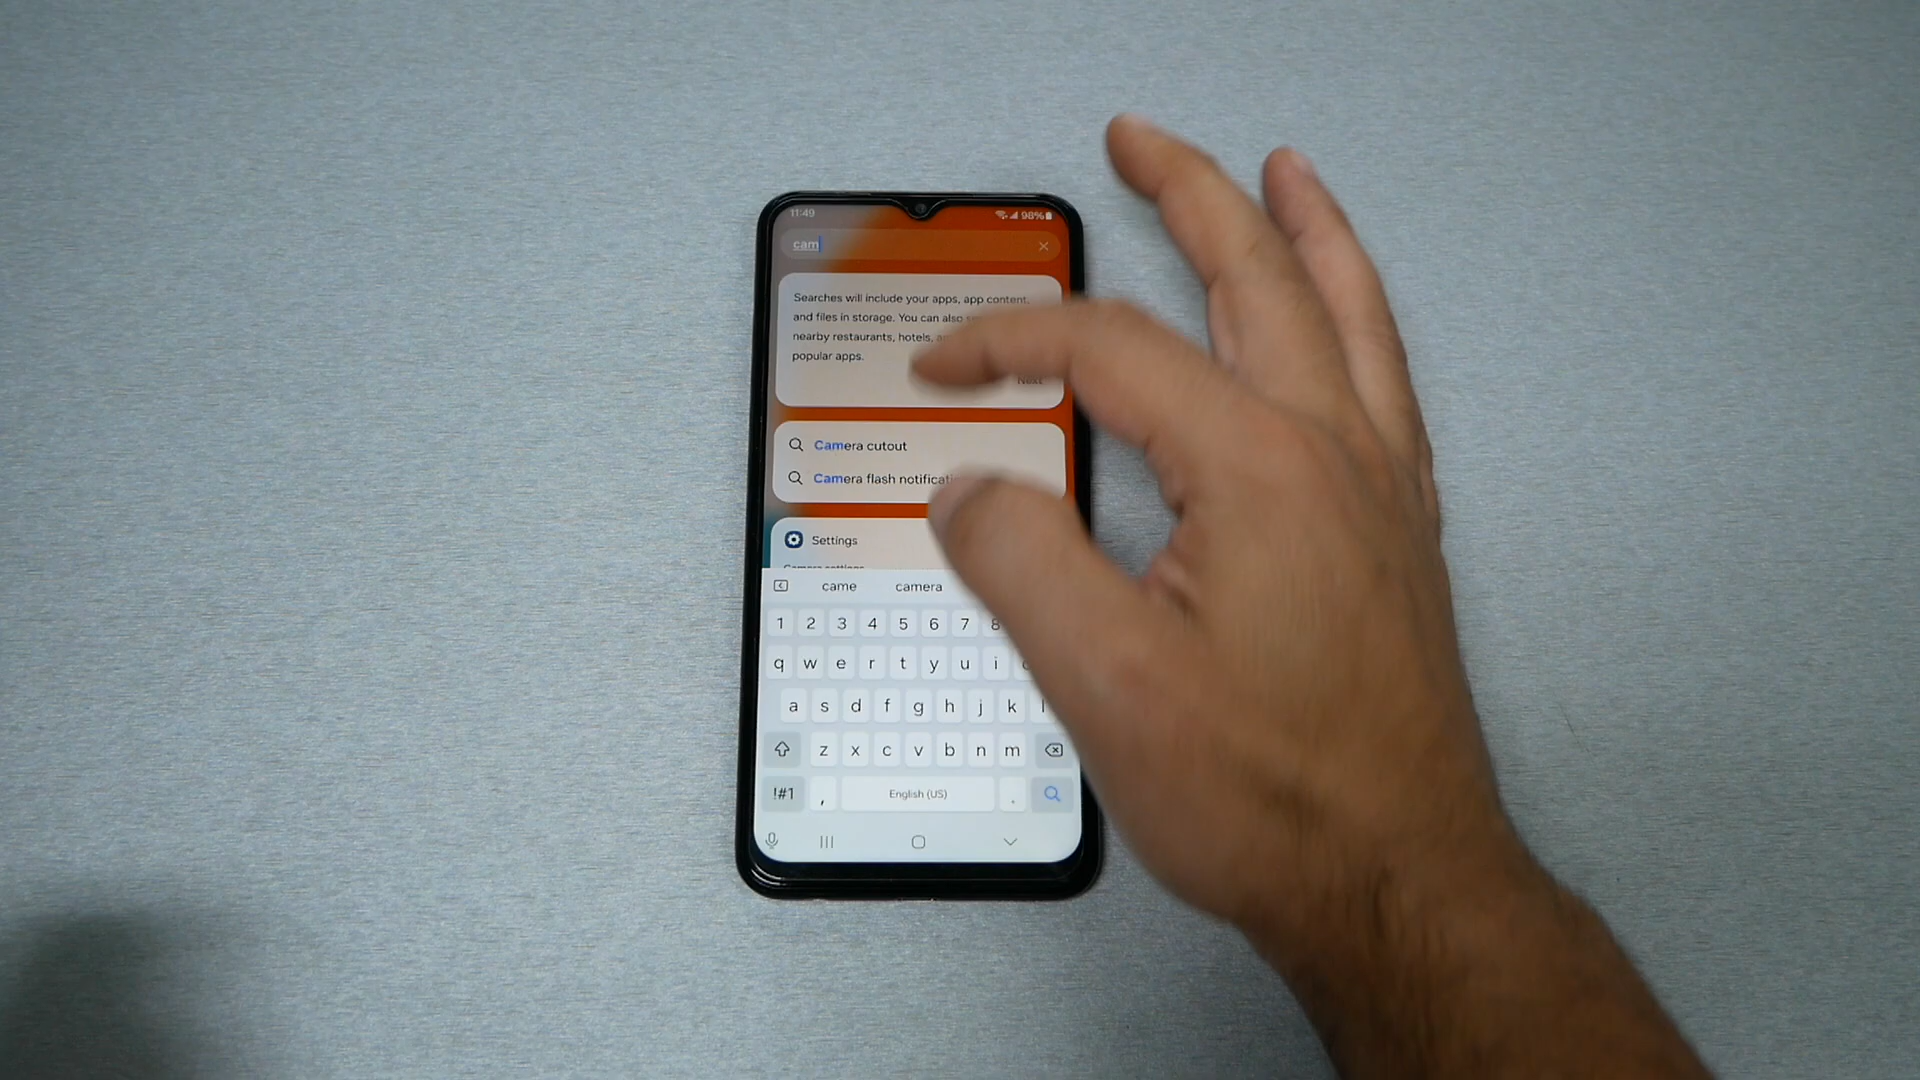 11:49 98%
cam
Searches will include your apps, app content,
and files in storage. You can also
nearby restaurants, hotels,
popular apps.
Next
Camera cutout
Camera flash
Settings
Camera settings
came camera
1 2 3 4 5 6 7 8
q w e r t y u i
a s d f g h j k l
z x c v b n m
!#1 , English (US) .